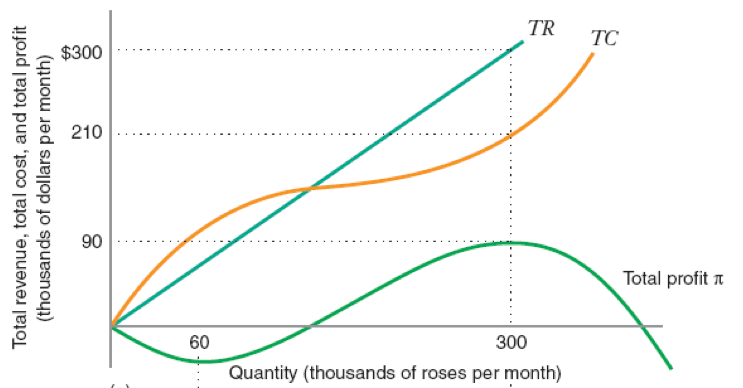 Total revenue, total cost, and total profit
(thousands of dollars per month)
$300
210
90
TR
TC
Total profit π
60
300
Quantity (thousands of roses per month)